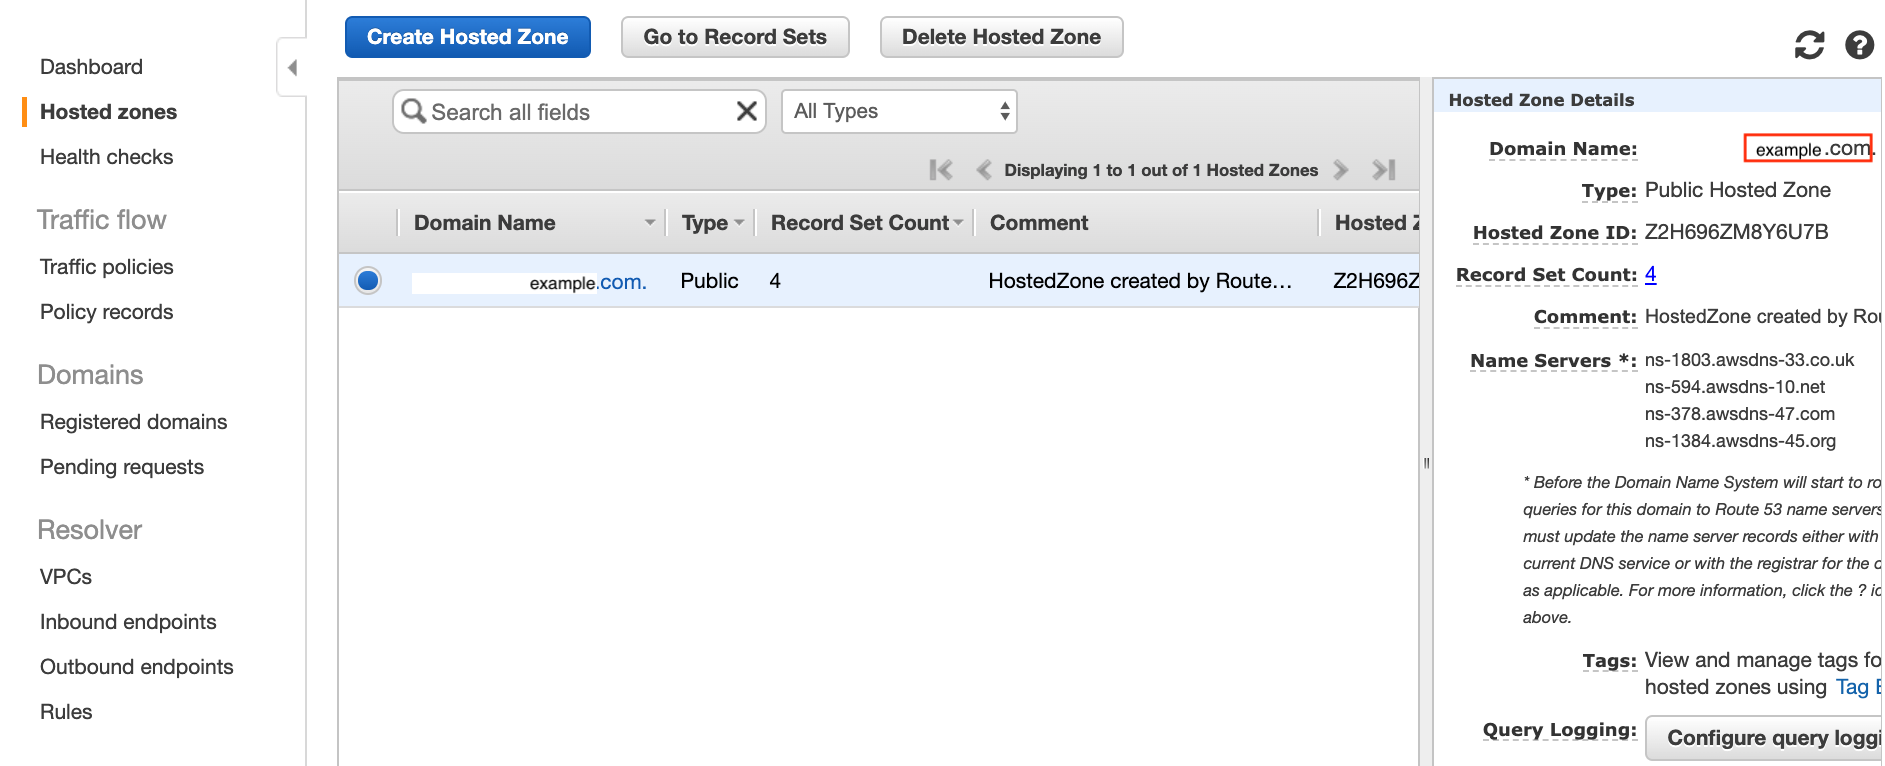 Dashboard
Hosted zones
Health checks
Traffic flow
Traffic policies
Policy records
Domains
Registered domains
Pending requests
Resolver
VPCs
Inbound endpoints
Outbound endpoints
Rules
Create Hosted Zone
Go to Record Sets
Delete Hosted Zone
Search all fields
All Types
Displaying 1 to 1 out of 1 Hosted Zones
Domain Name Type Record Set Count Comment Hosted Z
example.com. Public 4 HostedZone created by Route... Z2H696Z
Hosted Zone Details
Domain Name: example.com.
Type: Public Hosted Zone
Hosted Zone ID: Z2H696ZM8Y6U7B
Record Set Count: 4
Comment: HostedZone created by Rou
Name Servers *: ns-1803.awsdns-33.co.uk
ns-594.awsdns-10.net
ns-378.awsdns-47.com
ns-1384.awsdns-45.org
* Before the Domain Name System will start to ro
queries for this domain to Route 53 name servers
must update the name server records either with
current DNS service or with the registrar for the
as applicable. For more information, click the ? ic
above.
Tags: View and manage tags fo
hosted zones using Tag E
Query Logging: Configure query loggi